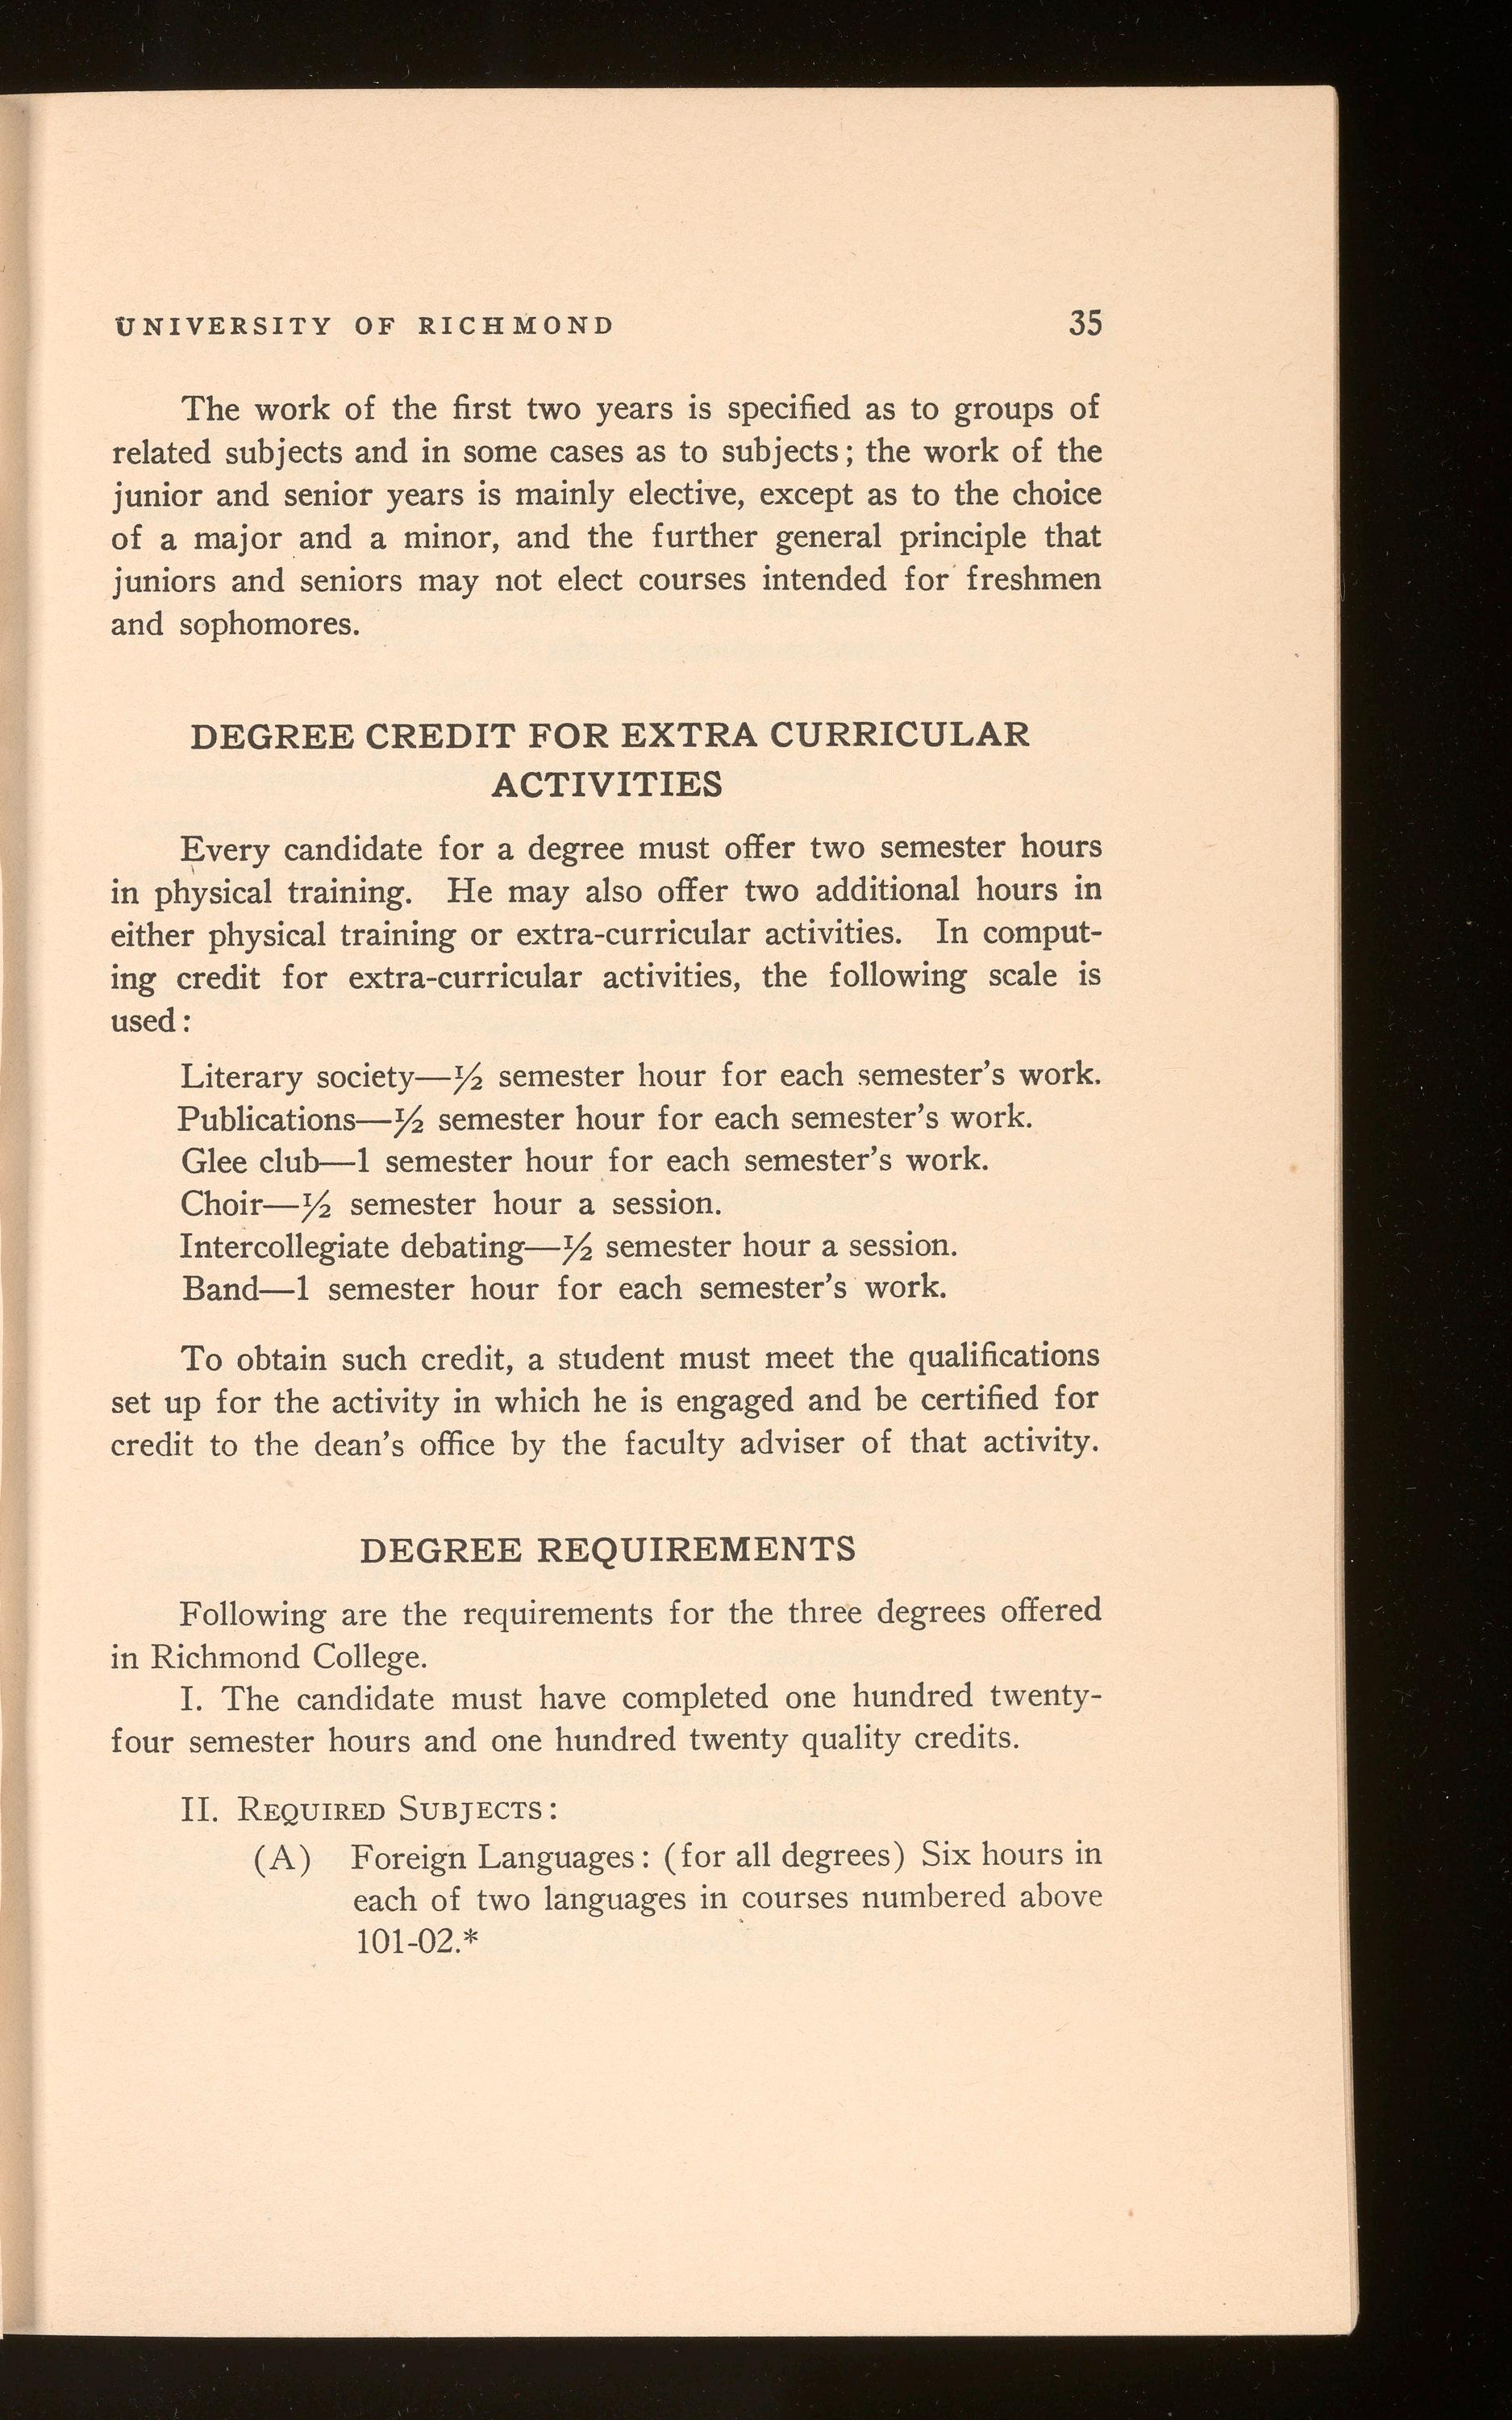 UNIVERSITY OF RICHMOND 35
The work of the first two years is specified as to groups of
related subjects and in some cases as to subjects; the work of the
junior and senior years is mainly elective, except as to the choice
of a major and a minor, and the further general principle that
juniors and seniors may not elect courses intended for freshmen
and sophomores.
DEGREE CREDIT FOR EXTRA CURRICULAR
ACTIVITIES
Every candidate for a degree must offer two semester hours
in physical training. He may also offer two additional hours in
either physical training or extra-curricular activities. In comput-
ing credit for extra-curricular activities, the following scale is
used:
Literary society—½ semester hour for each semester's work.
Publications—½ semester hour for each semester's work.
Glee club—1 semester hour for each semester's work.
Choir—½ semester hour a session.
Intercollegiate debating—½ semester hour a session.
Band—1 semester hour for each semester's work.
To obtain such credit, a student must meet the qualifications
set up for the activity in which he is engaged and be certified for
credit to the dean's office by the faculty adviser of that activity.
DEGREE REQUIREMENTS
Following are the requirements for the three degrees offered
in Richmond College.
I. The candidate must have completed one hundred twenty-
four semester hours and one hundred twenty quality credits.
II. REQUIRED SUBJECTS:
(A) Foreign Languages: (for all degrees) Six hours in
each of two languages in courses numbered above
101-02.*